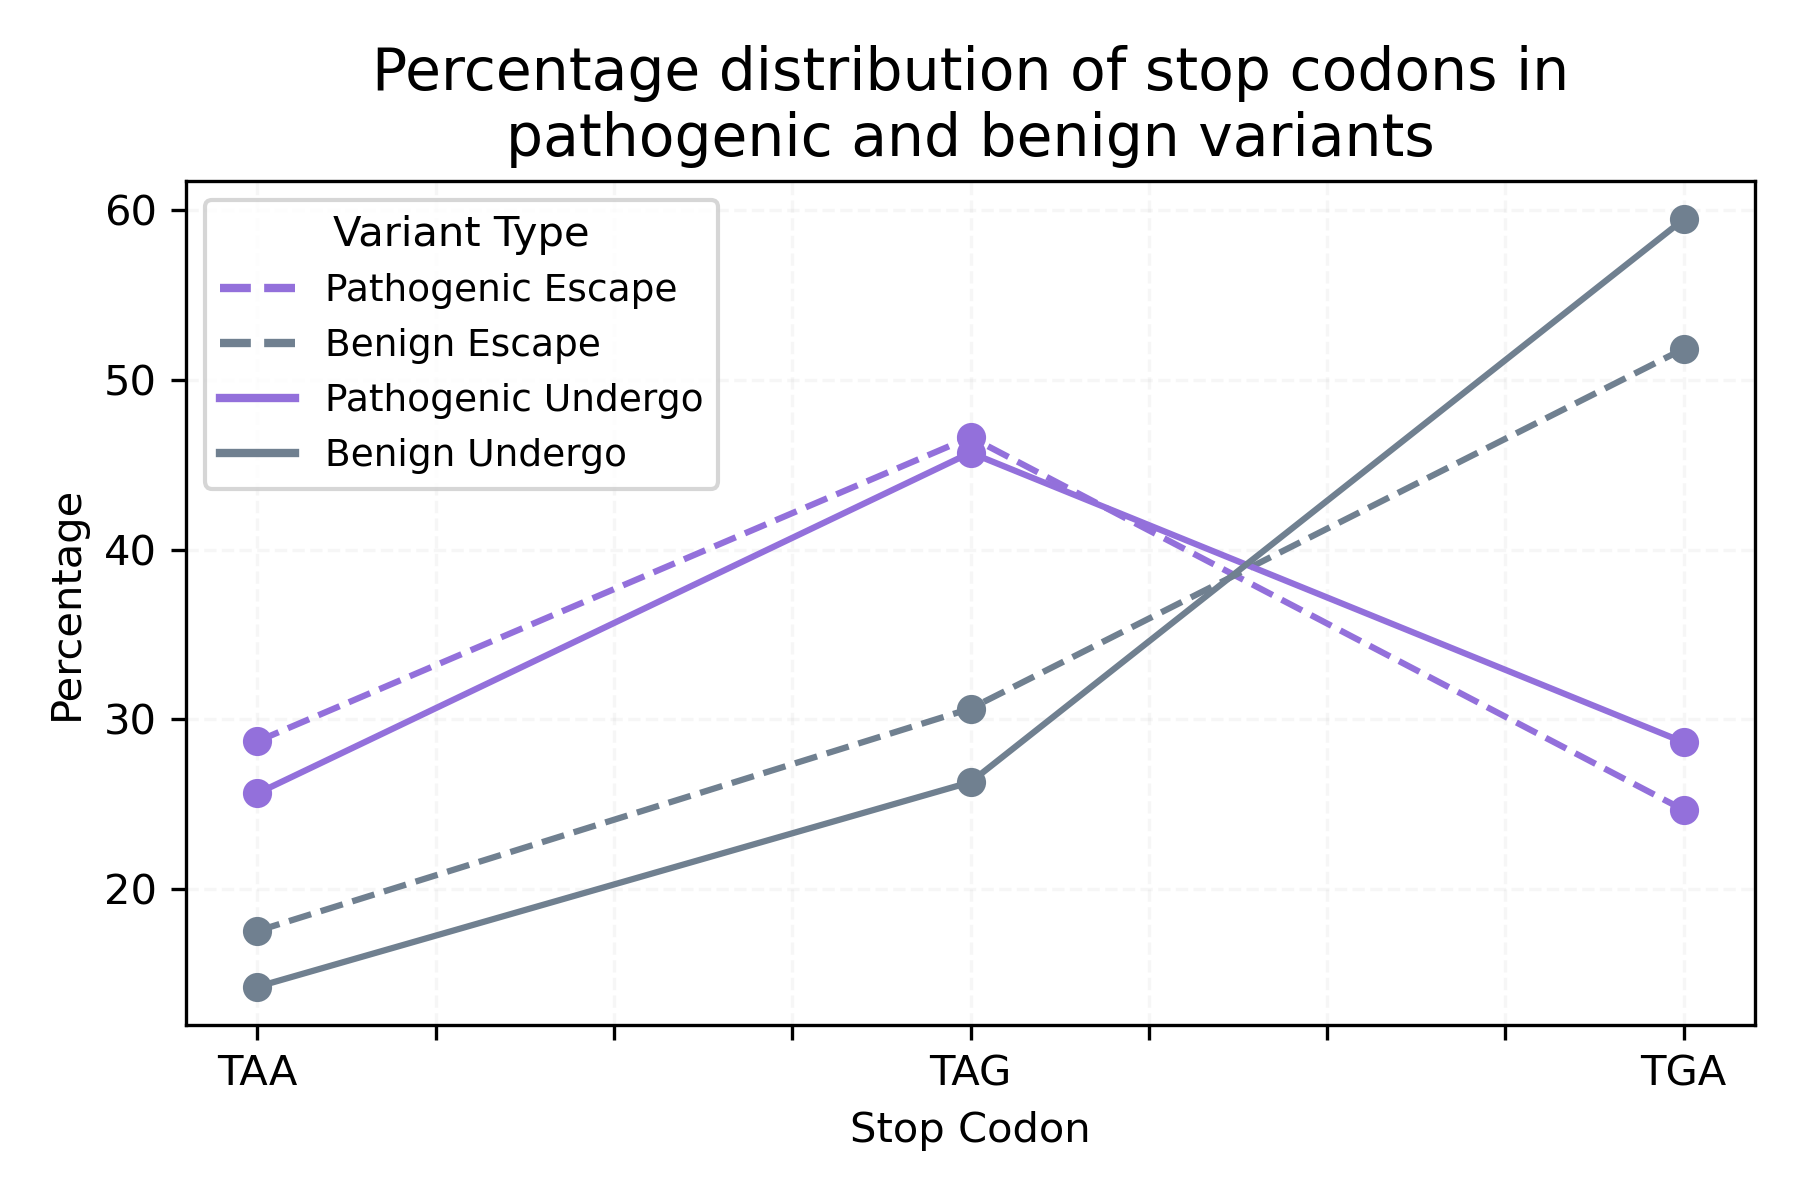 Percentage distribution of stop codons in
pathogenic and benign variants
Variant Type
Pathogenic Escape
Benign Escape
Pathogenic Undergo
Benign Undergo
Percentage
60
50
40
30
20
TAA
TAG
TGA
Stop Codon